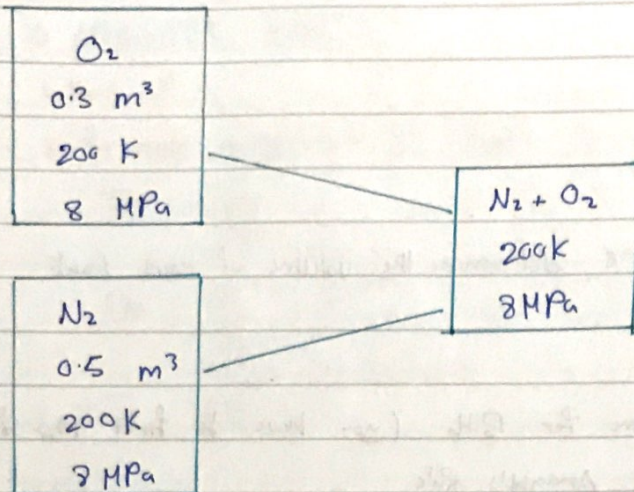 O₂
0.3 m³
200 K
8 MPa
N₂ + O₂
200K
8MPa
N₂
0.5 m³
200K
8 MPa